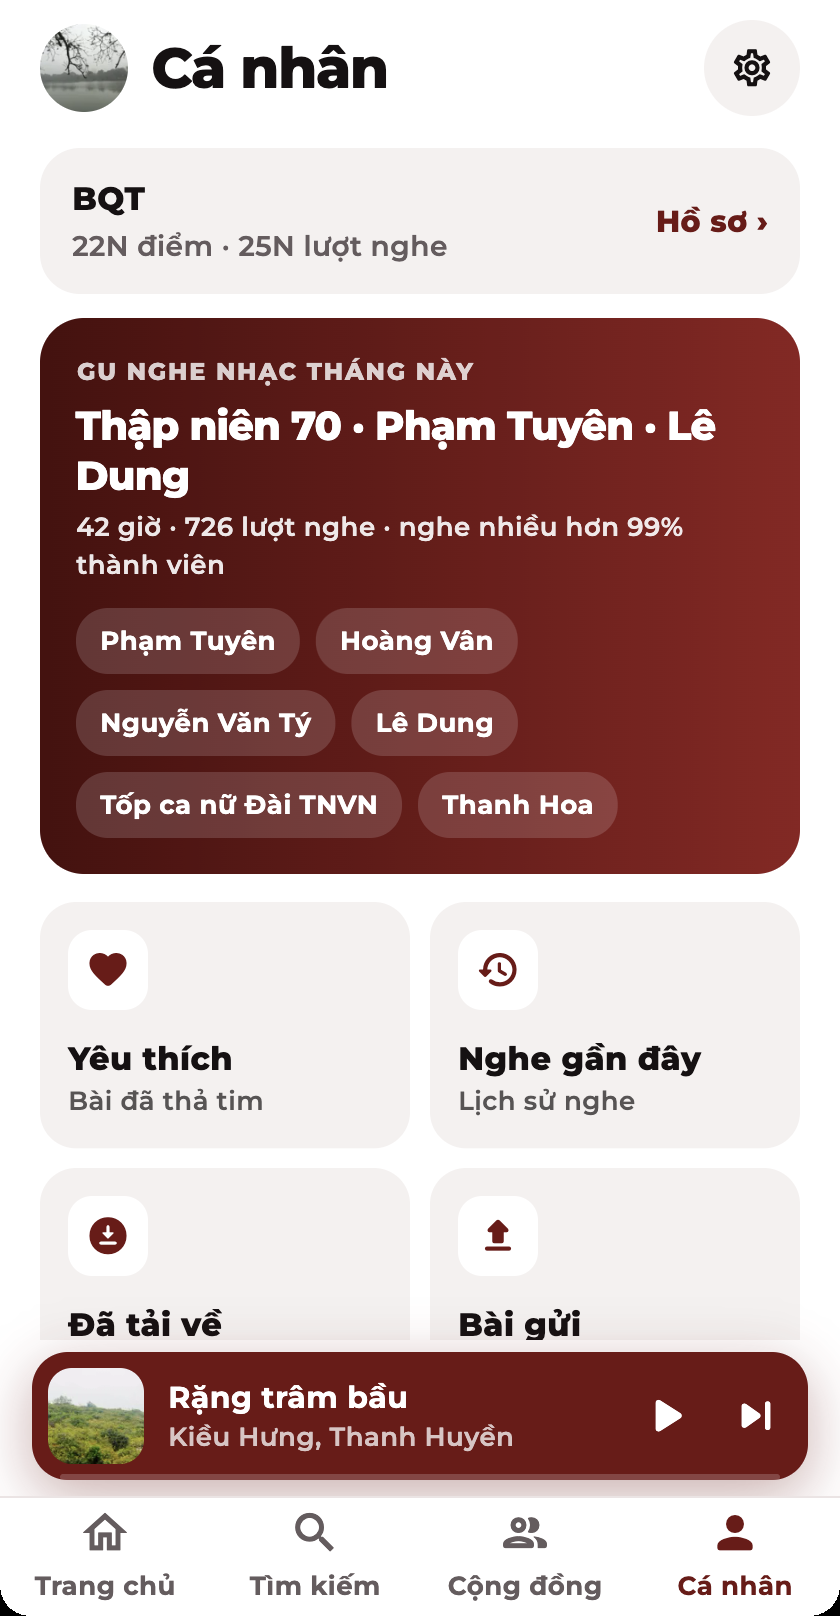 Cá nhân
BQT
22N điểm · 25N lượt nghe
Hồ sơ ›
GU NGHE NHẠC THÁNG NÀY
Thập niên 70 · Phạm Tuyên · Lê
Dung
42 giờ · 726 lượt nghe · nghe nhiều hơn 99%
thành viên
Phạm Tuyên
Hoàng Vân
Nguyễn Văn Tý
Lê Dung
Tốp ca nữ Đài TNVN
Thanh Hoa
Yêu thích
Bài đã thả tim
Nghe gần đây
Lịch sử nghe
Đã tải về
Bài gửi
Rặng trâm bầu
Kiều Hưng, Thanh Huyền
Trang chủ
Tìm kiếm
Cộng đồng
Cá nhân